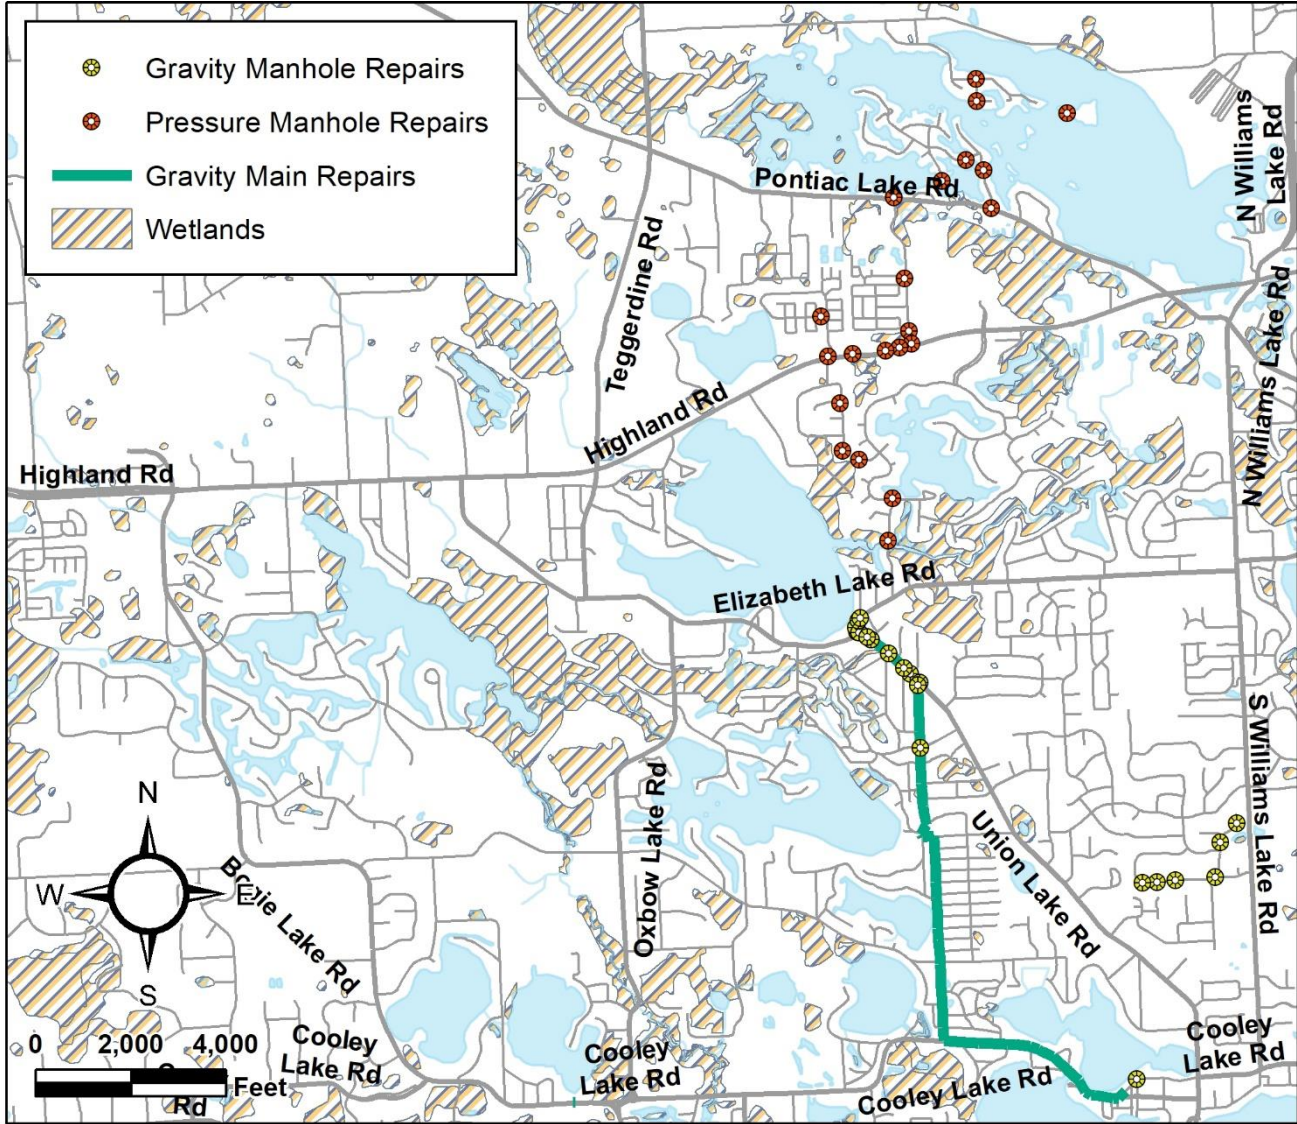 Gravity Manhole Repairs
Pressure Manhole Repairs
Gravity Main Repairs
Wetlands
N Williams
Lake Rd
Pontiac Lake Rd
Teggerdine Rd
N Williams Lake Rd
Highland Rd
Highland Rd
Elizabeth Lake Rd
S Williams Lake Rd
Oxbow Lake Rd
Union Lake Rd
N
W
E
S
Bogie Lake Rd
0 2,000 4,000
Feet
Rd
Cooley
Lake Rd
Cooley
Lake Rd
Cooley Lake Rd
Cooley
Lake Rd